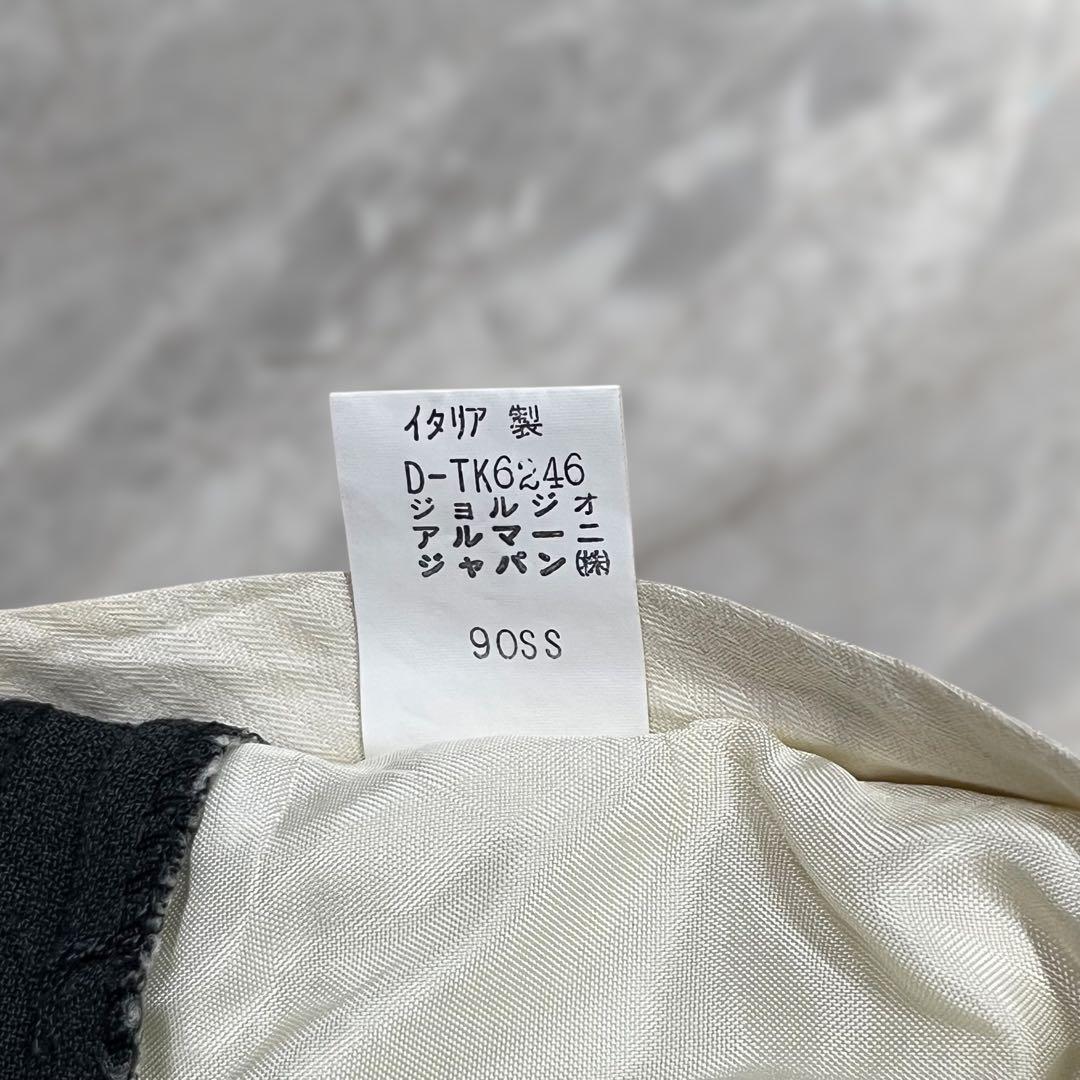 イタリア 製
D-TK6246
ジョルジオ
アルマーニ
ジャパン㈱
90SS